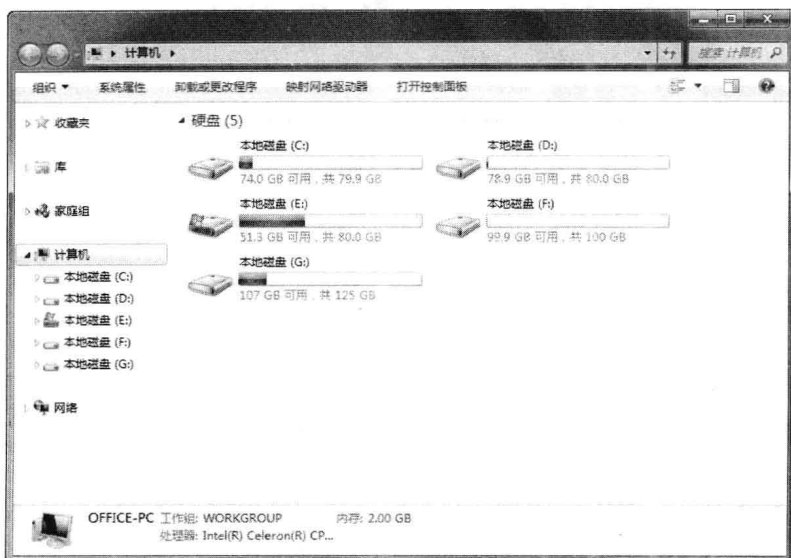 计算机
搜索 计算机
组织 系统属性 卸载或更改程序 映射网络驱动器 打开控制面板
收藏夹
库
家庭组
计算机
本地磁盘 (C:)
本地磁盘 (D:)
本地磁盘 (E:)
本地磁盘 (F:)
本地磁盘 (G:)
网络
硬盘 (5)
本地磁盘 (C:)
74.0 GB 可用，共 79.9 GB
本地磁盘 (D:)
78.9 GB 可用，共 80.0 GB
本地磁盘 (E:)
51.3 GB 可用，共 80.0 GB
本地磁盘 (F:)
99.9 GB 可用，共 100 GB
本地磁盘 (G:)
107 GB 可用，共 125 GB
OFFICE-PC 工作组: WORKGROUP 内存: 2.00 GB
处理器: Intel(R) Celeron(R) CP...